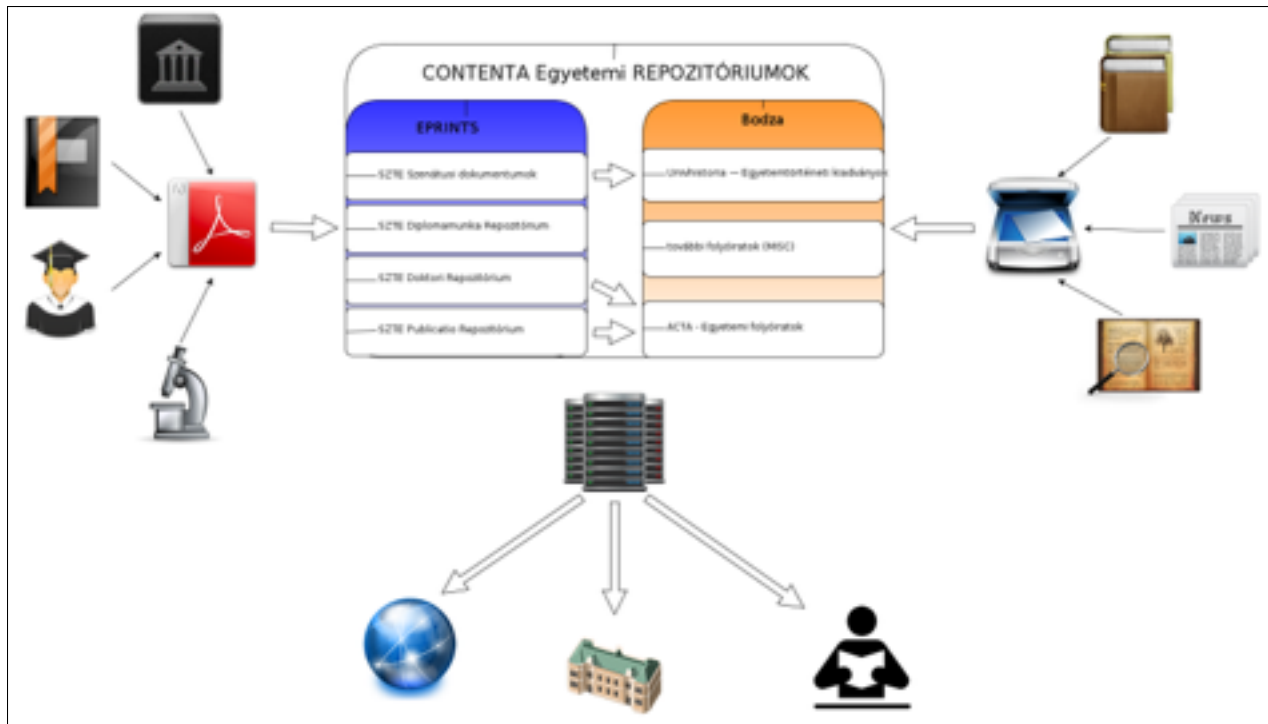 CONTENTA Egyetemi REPOZITÓRIUMOK
EPRINTS
SZTE Szenátusi dokumentumok
SZTE Diplomamunka Repozitórium
SZTE Doktori Repozitórium
SZTE Publicatio Repozitórium
Bodza
Univhistoria — Egyetemtörténeti kiadványok
további folyóiratok (MISC)
ACTA - Egyetemi folyóiratok
News